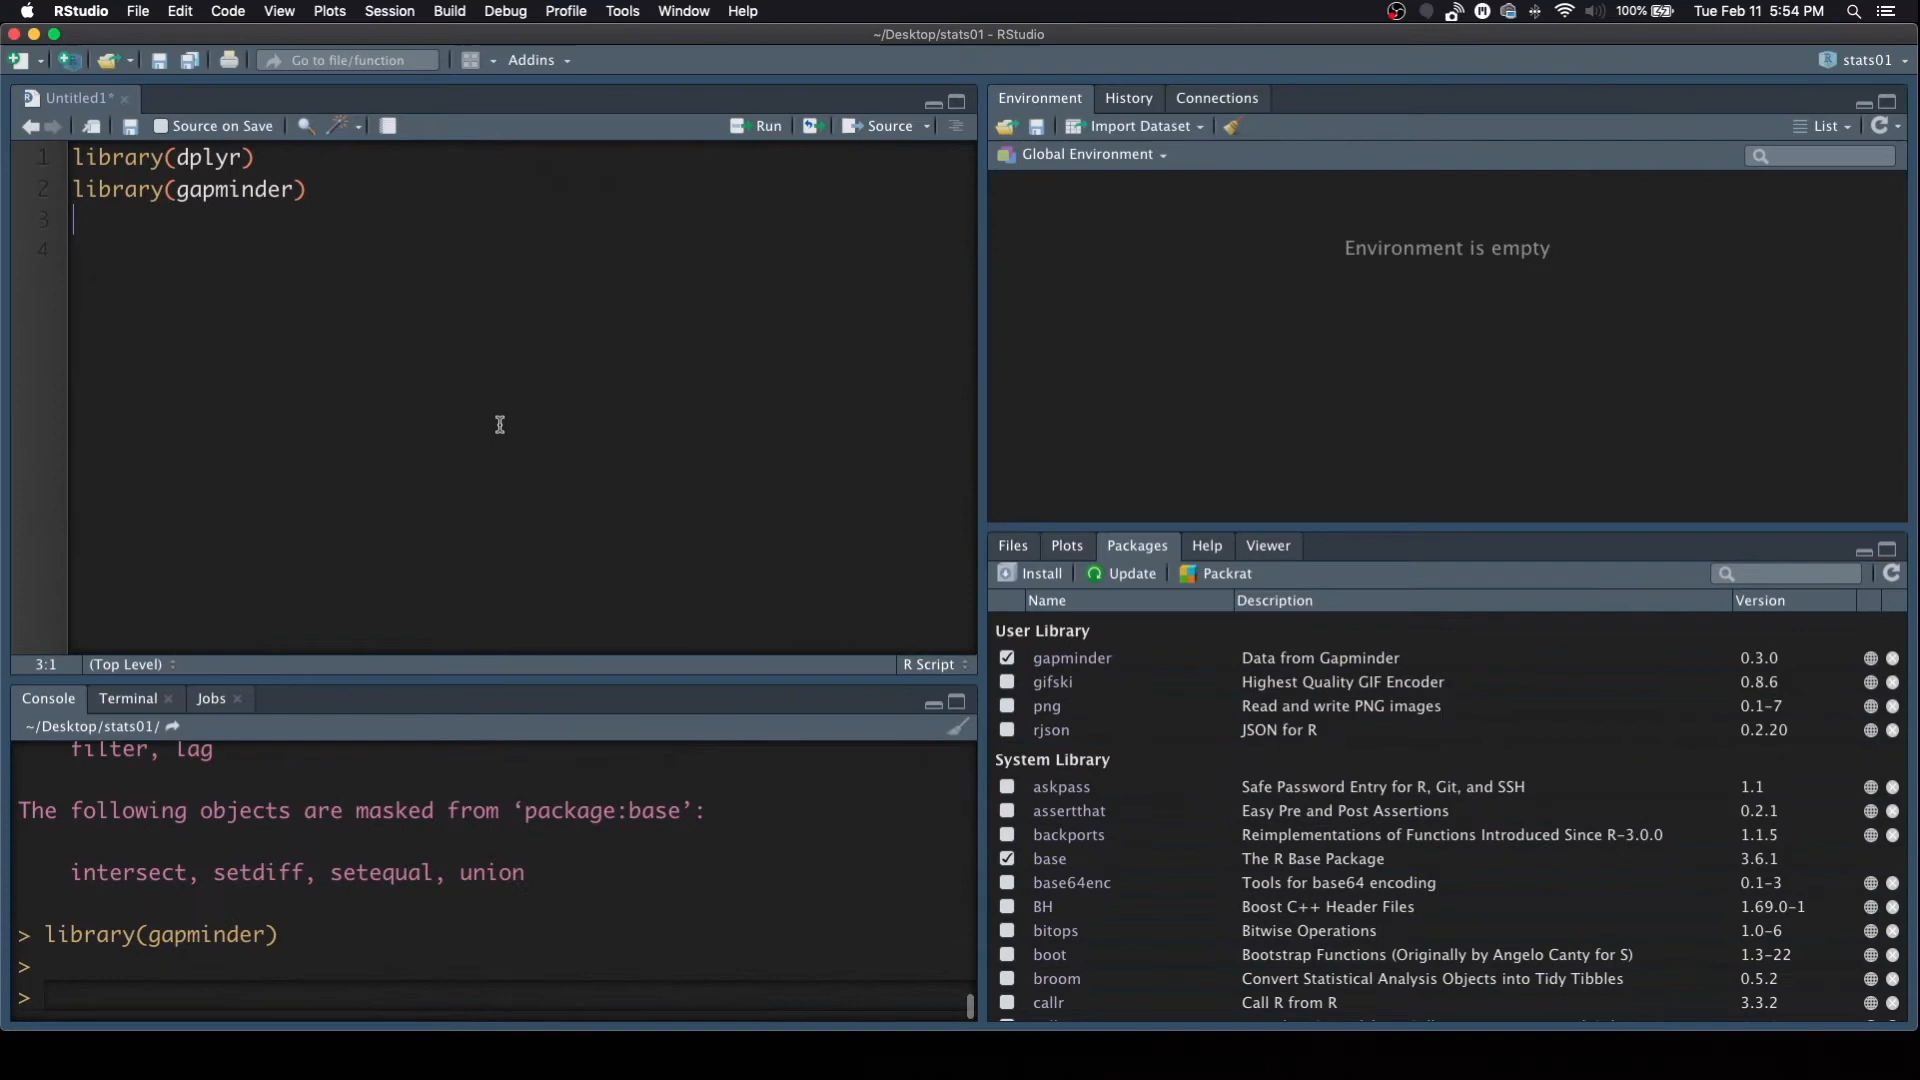 RStudio File Edit Code View Plots Session Build Debug Profile Tools Window Help 100% Tue Feb 11 5:54 PM
~/Desktop/stats01 - RStudio
Go to file/function Addins stats01
Untitled1*
Source on Save Run Source
1 library(dplyr)
2 library(gapminder)
3
4
3:1 (Top Level) R Script
Console Terminal Jobs
~/Desktop/stats01/
filter, lag
The following objects are masked from ‘package:base’:
intersect, setdiff, setequal, union
> library(gapminder)
>
>
Environment History Connections
Import Dataset List
Global Environment
Environment is empty
Files Plots Packages Help Viewer
Install Update Packrat
Name Description Version
User Library
gapminder Data from Gapminder 0.3.0
gifski Highest Quality GIF Encoder 0.8.6
png Read and write PNG images 0.1-7
rjson JSON for R 0.2.20
System Library
askpass Safe Password Entry for R, Git, and SSH 1.1
assertthat Easy Pre and Post Assertions 0.2.1
backports Reimplementations of Functions Introduced Since R-3.0.0 1.1.5
base The R Base Package 3.6.1
base64enc Tools for base64 encoding 0.1-3
BH Boost C++ Header Files 1.69.0-1
bitops Bitwise Operations 1.0-6
boot Bootstrap Functions (Originally by Angelo Canty for S) 1.3-22
broom Convert Statistical Analysis Objects into Tidy Tibbles 0.5.2
callr Call R from R 3.3.2